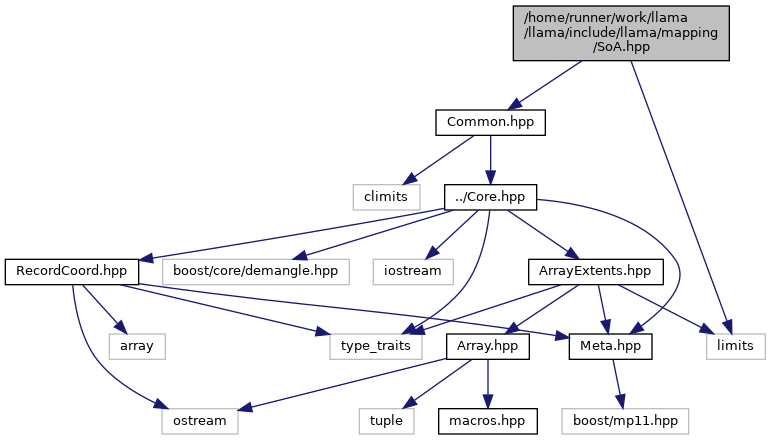 /home/runner/work/llama
/llama/include/llama/mapping
/SoA.hpp
Common.hpp
climits
../Core.hpp
RecordCoord.hpp
boost/core/demangle.hpp
iostream
ArrayExtents.hpp
array
type_traits
Array.hpp
Meta.hpp
limits
ostream
tuple
macros.hpp
boost/mp11.hpp